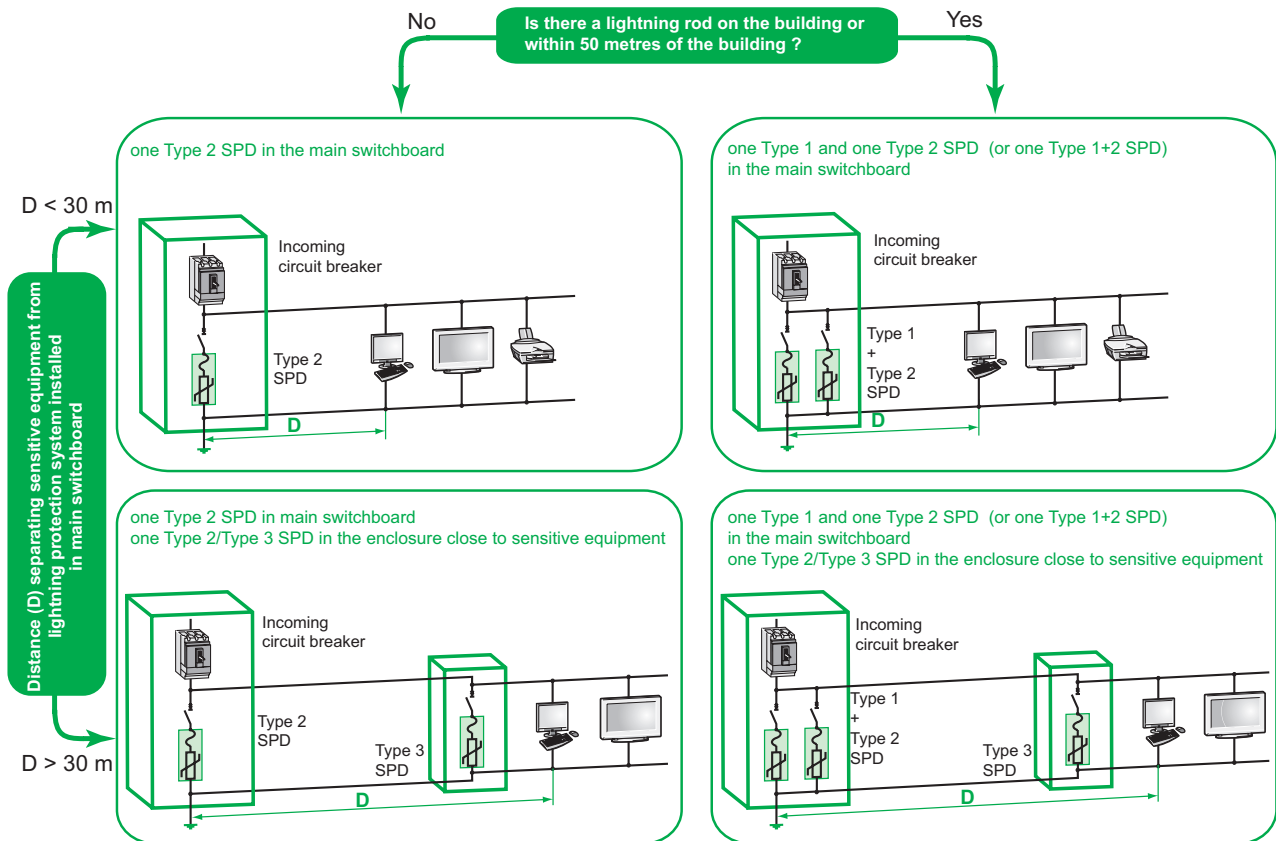 No
Is there a lightning rod on the building or
within 50 metres of the building ?
Yes
D < 30 m
Distance (D) separating sensitive equipment from
lightning protection system installed
in main switchboard
D > 30 m
one Type 2 SPD in the main switchboard
Incoming
circuit breaker
Type 2
SPD
D
one Type 1 and one Type 2 SPD (or one Type 1+2 SPD)
in the main switchboard
Incoming
circuit breaker
Type 1
+
Type 2
SPD
D
one Type 2 SPD in main switchboard
one Type 2/Type 3 SPD in the enclosure close to sensitive equipment
Incoming
circuit breaker
Type 2
SPD
Type 3
SPD
D
one Type 1 and one Type 2 SPD (or one Type 1+2 SPD)
in the main switchboard
one Type 2/Type 3 SPD in the enclosure close to sensitive equipment
Incoming
circuit breaker
Type 1
+
Type 2
SPD
Type 3
SPD
D